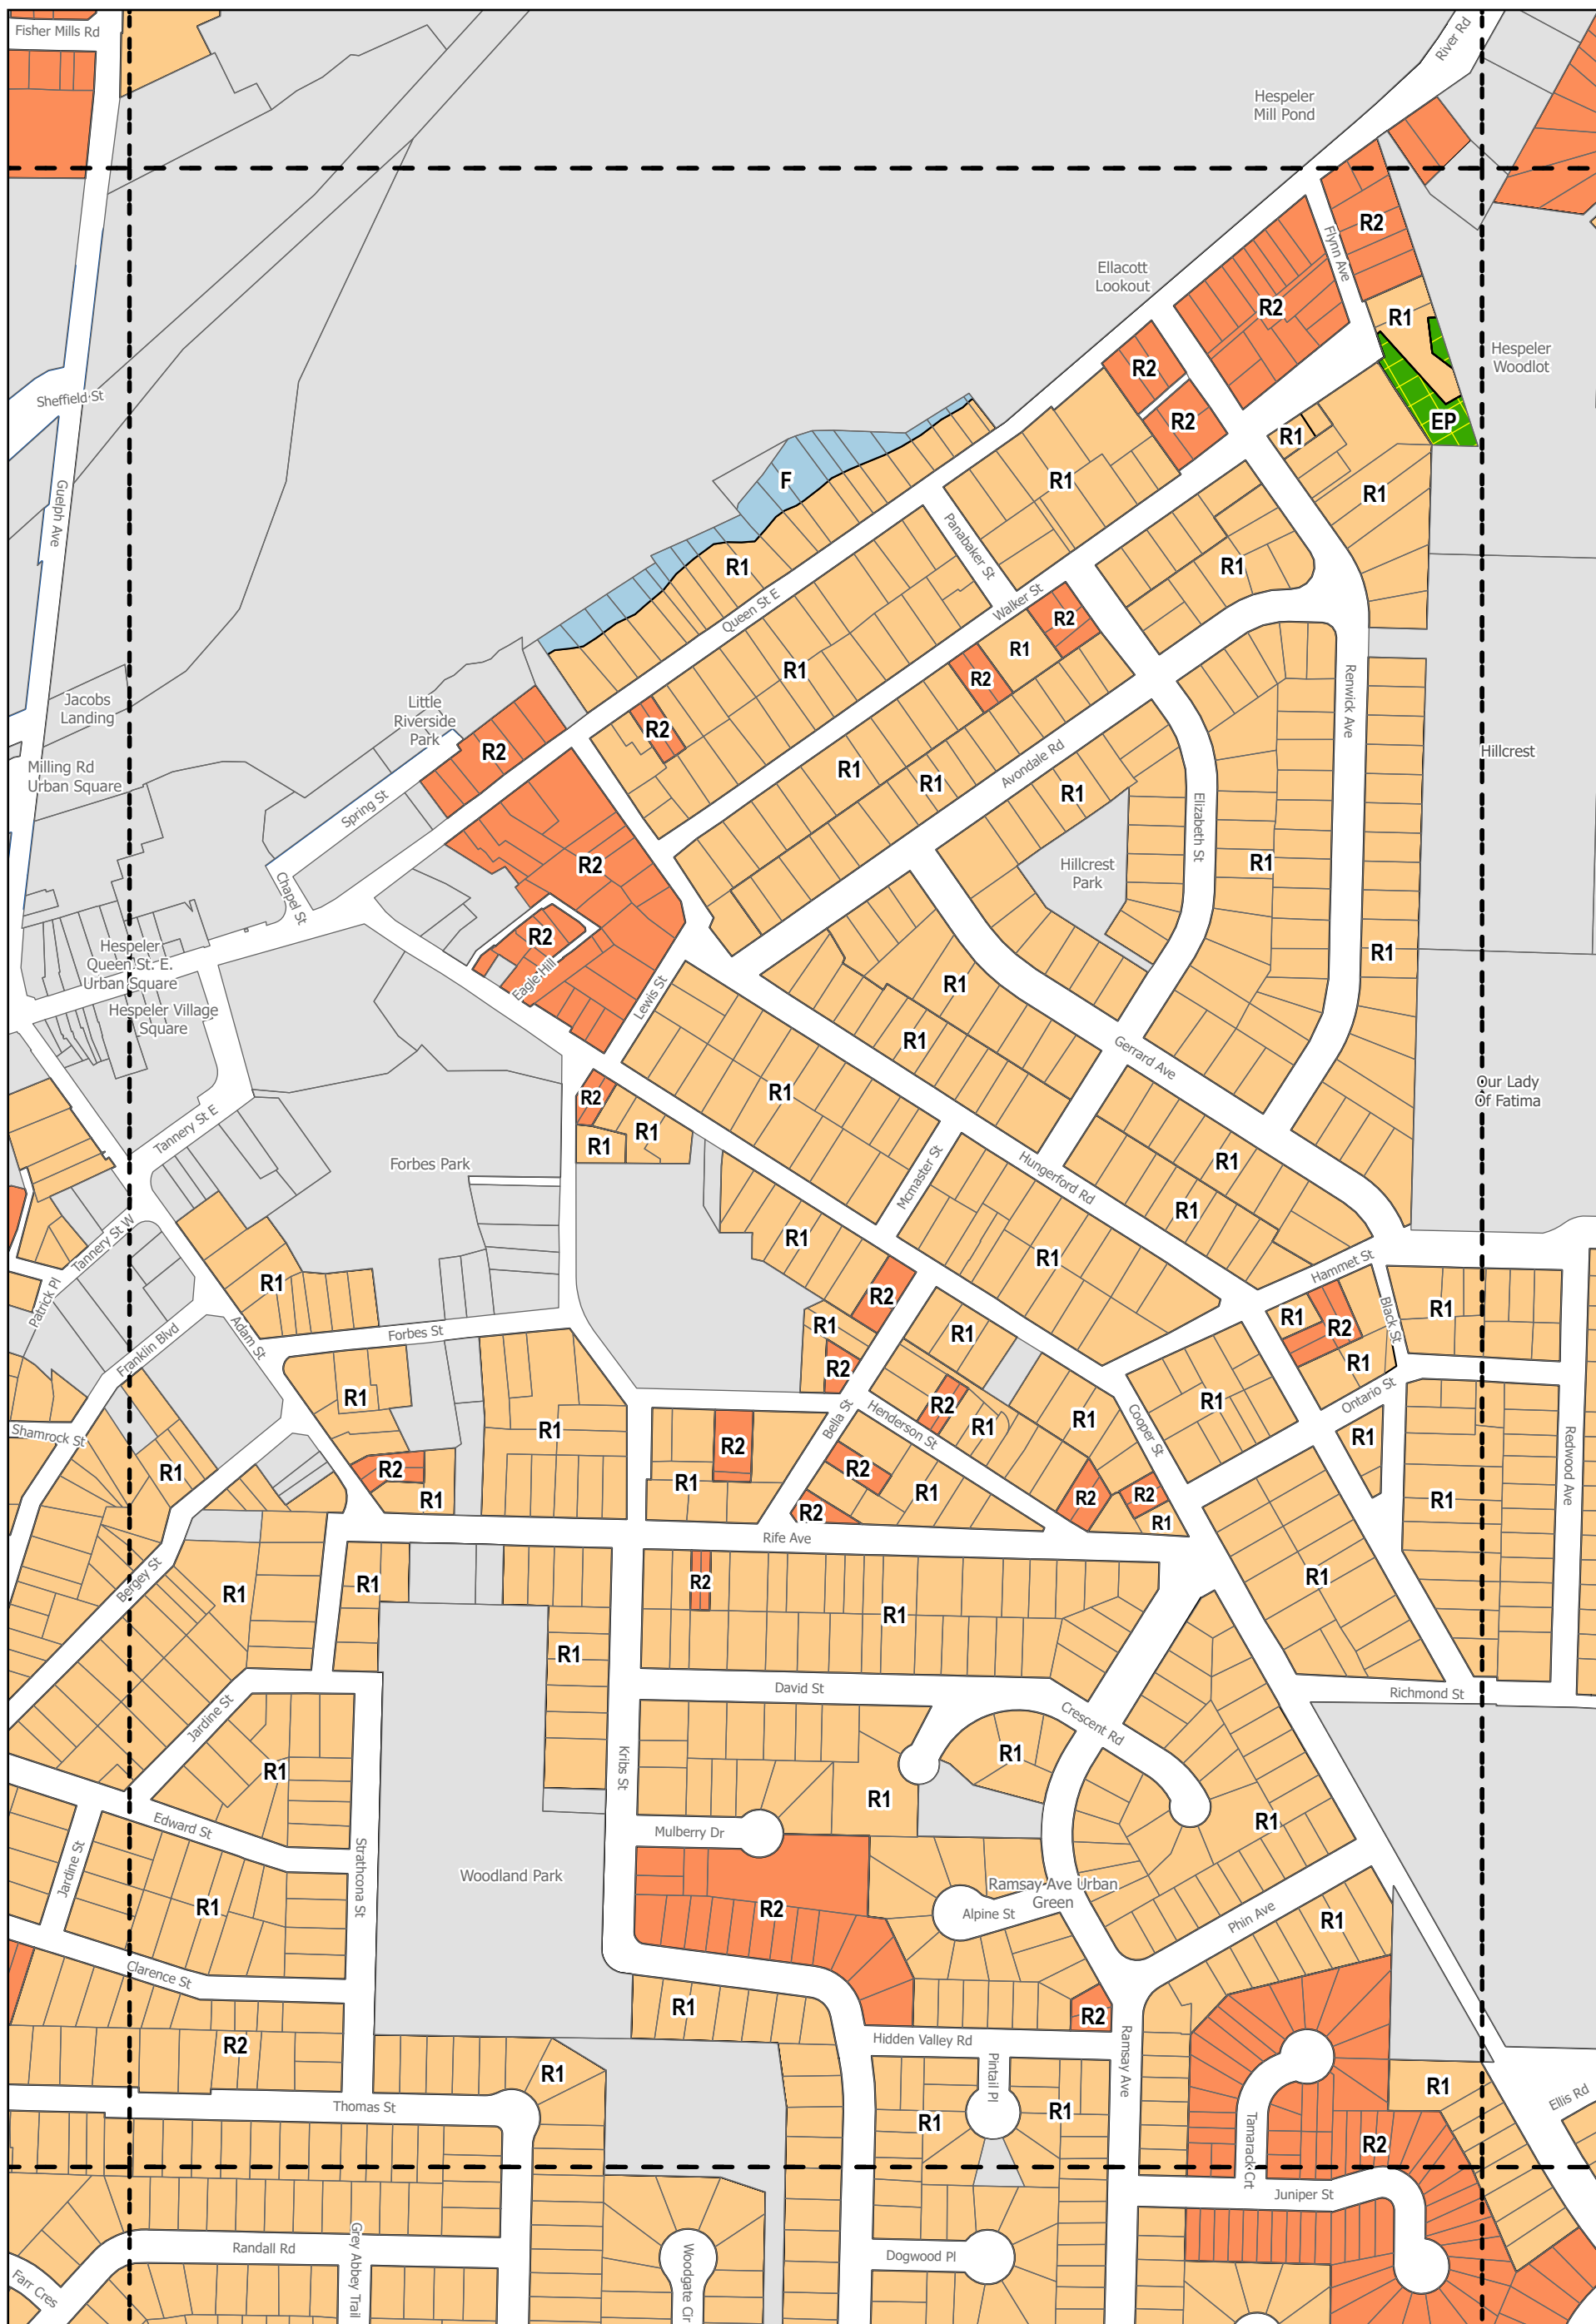 Fisher Mills Rd
River Rd
Hespeler
Mill Pond
R2
Flynn Ave
Ellacott
Lookout
R2
R1
Hespeler
Woodlot
R2
Sheffield St
R2
EP
R1
F
R1
R1
Guelph Ave
Panabaker St
R1
R1
Queen St E
Walker St
R2
R1
R1
R2
Renwick Ave
Jacobs
Landing
Little
Riverside
Park
R2
R2
Hillcrest
Milling Rd
Urban Square
R1
R1
Avondale Rd
R1
Spring St
Elizabeth St
R2
Hillcrest
Park
R1
Chapel St
R2
Hespeler
Queen St. E.
Urban Square
R1
Eagle Hill
Lewis St
R1
Hespeler Village
Square
R1
Gerrard Ave
R1
R2
Our Lady
Of Fatima
Tannery St E
R1
R1
Forbes Park
Mcmaster St
Hungerford Rd
R1
R1
Tannery St W
R1
R1
Patrick Pl
R1
Hammet St
R2
Adam St
Forbes St
Franklin Blvd
R1
R1
R1
R2
Black St
R1
R1
R2
R1
R1
Ontario St
R2
R1
R1
Cooper St
Bella St
Henderson St
R1
Shamrock St
R1
R2
R1
Redwood Ave
R1
R2
R2
R1
R1
R1
R2
R2
R1
R2
R1
Rife Ave
Bergey St
R1
R1
R2
R1
R1
R1
David St
Richmond St
Jardine St
Crescent Rd
R1
R1
Kribs St
R1
R1
Edward St
Mulberry Dr
Jardine St
Strathcona St
Woodland Park
Ramsay Ave Urban
Green
R1
R2
Alpine St
Phin Ave
R1
Clarence St
R1
R2
R2
Hidden Valley Rd
Ramsay Ave
R1
Pintail Pl
R1
Ellis Rd
Thomas St
R1
R1
Tamarack Crt
R2
Juniper St
Randall Rd
Grey Abbey Trail
Woodgate Cir
Dogwood Pl
Farr Cres